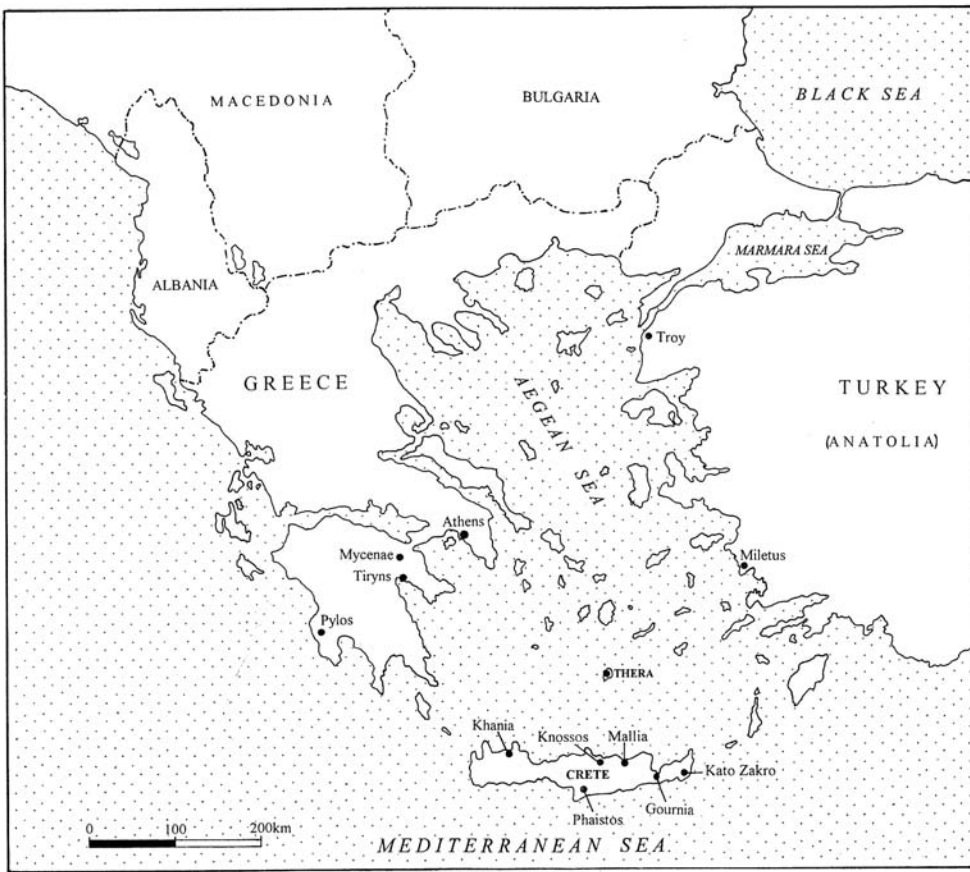 MACEDONIA
BULGARIA
BLACK SEA
MARMARA SEA
ALBANIA
Troy
GREECE
AEGEAN SEA
TURKEY
(ANATOLIA)
Athens
Mycenae
Tiryns
Miletus
Pylos
THERA
Khania
Knossos
Mallia
CRETE
Kato Zakro
Gournia
Phaistos
0 100 200km
MEDITERRANEAN SEA